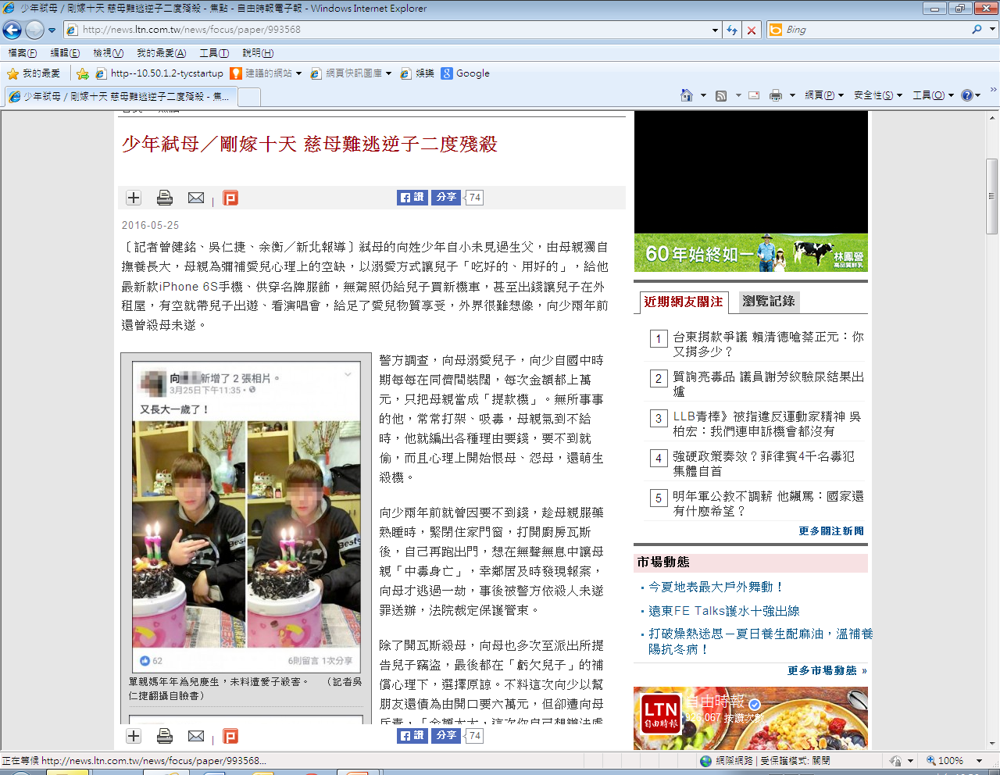 少年弒母／剛嫁十天 慈母難逃逆子二度殘殺 - 焦點 - 自由時報電子報 - Windows Internet Explorer
http://news.ltn.com.tw/news/focus/paper/993568
Bing
檔案(F) 編輯(E) 檢視(V) 我的最愛(A) 工具(T) 說明(H)
我的最愛 http--10.50.1.2-tycstartup 建議的網站 網頁快訊圖庫 娛樂 Google
少年弒母／剛嫁十天 慈母難逃逆子二度殘殺 - 焦...
網頁(P) 安全性(S) 工具(O)
少年弒母／剛嫁十天 慈母難逃逆子二度殘殺
讚 分享 74
2016-05-25
〔記者曾健銘、吳仁捷、余衡／新北報導〕弒母的向姓少年自小未見過生父，由母親獨自
撫養長大，母親為彌補愛兒心理上的空缺，以溺愛方式讓兒子「吃好的、用好的」，給他
最新款iPhone 6S手機、供穿名牌服飾，無駕照仍給兒子買新機車，甚至出錢讓兒子在外
租屋，有空就帶兒子出遊、看演唱會，給足了愛兒物質享受，外界很難想像，向少兩年前
還曾殺母未遂。
向 新增了 2 張相片。
3月25日下午11:35
又長大一歲了！
Bests
62
6則留言 1次分享
單親媽年年為兒慶生，未料遭愛子殺害。 （記者吳
仁捷翻攝自臉書）
警方調查，向母溺愛兒子，向少自國中時
期每每在同儕間裝闊，每次金額都上萬
元，只把母親當成「提款機」。無所事事
的他，常常打架、吸毒，母親氣到不給
時，他就編出各種理由要錢，要不到就
偷，而且心理上開始恨母、怨母，還萌生
殺機。
向少兩年前就曾因要不到錢，趁母親服藥
熟睡時，緊閉住家門窗，打開廚房瓦斯
後，自己再跑出門，想在無聲無息中讓母
親「中毒身亡」，幸鄰居及時發現報案，
向母才逃過一劫，事後被警方依殺人未遂
罪送辦，法院裁定保護管束。
除了開瓦斯殺母，向母也多次至派出所提
告兒子竊盜，最後都在「虧欠兒子」的補
償心理下，選擇原諒。不料這次向少以幫
朋友還債為由開口要六萬元，但卻遭向母
斥責，「金額太大，這次你自己想辦法處
讚 分享 74
60年始終如一
林鳳營
高品質鮮乳
近期網友關注 瀏覽記錄
1 台東捐款爭議 賴清德嗆蔡正元：你
又捐多少？
2 質詢亮毒品 議員謝芬紋驗尿結果出
爐
3 LLB青棒》被指違反運動家精神 吳
柏宏：我們連申訴機會都沒有
4 強硬政策奏效？菲律賓4千名毒犯
集體自首
5 明年軍公教不調薪 他飆罵：國家還
有什麼希望？
更多關注新聞
市場動態
今夏地表最大戶外舞動！
遠東FE Talks護水十強出線
打破燥熱迷思－夏日養生配麻油，溫補養
陽抗冬病！
更多市場動態 »
LTN
自由時報
自由時報
926,067 按讚次數
正在等候 http://news.ltn.com.tw/news/focus/paper/993568...
網際網路 | 受保護模式: 關閉
100%